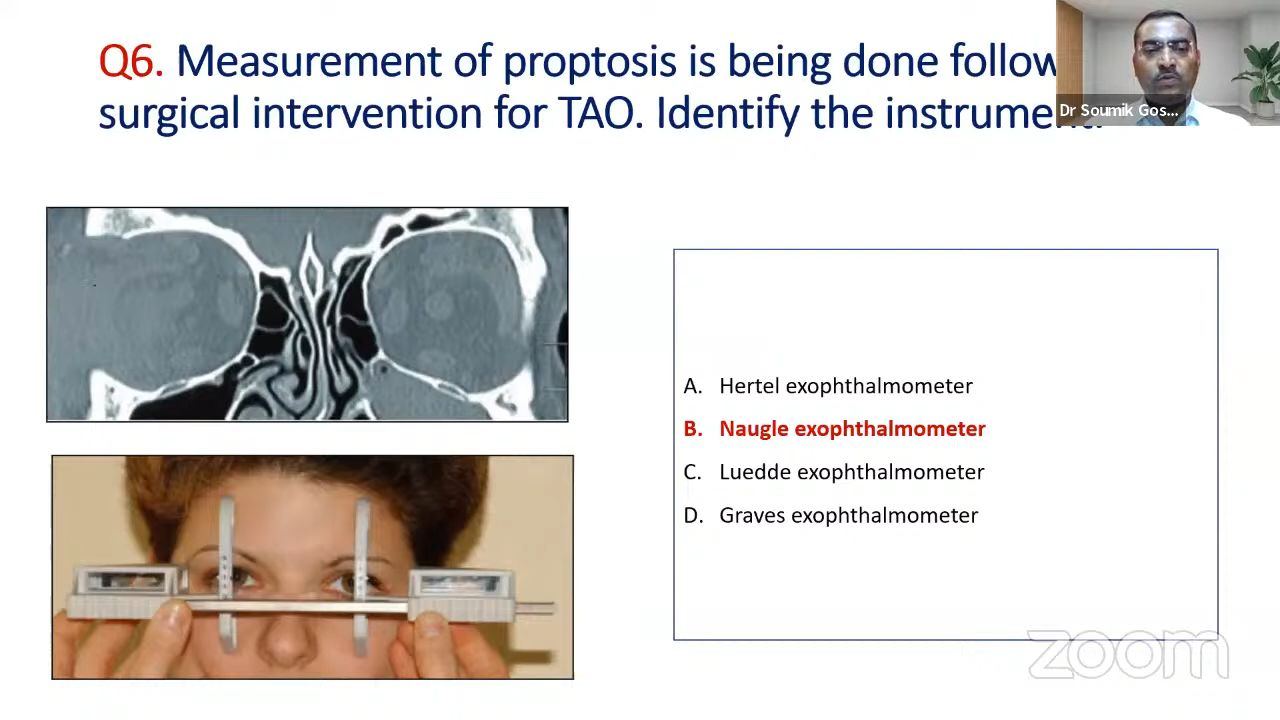 Q6. Measurement of proptosis is being done follow
surgical intervention for TAO. Identify the instrument.
Dr Soumik Gos...
A. Hertel exophthalmometer
B. Naugle exophthalmometer
C. Luedde exophthalmometer
D. Graves exophthalmometer
zoom